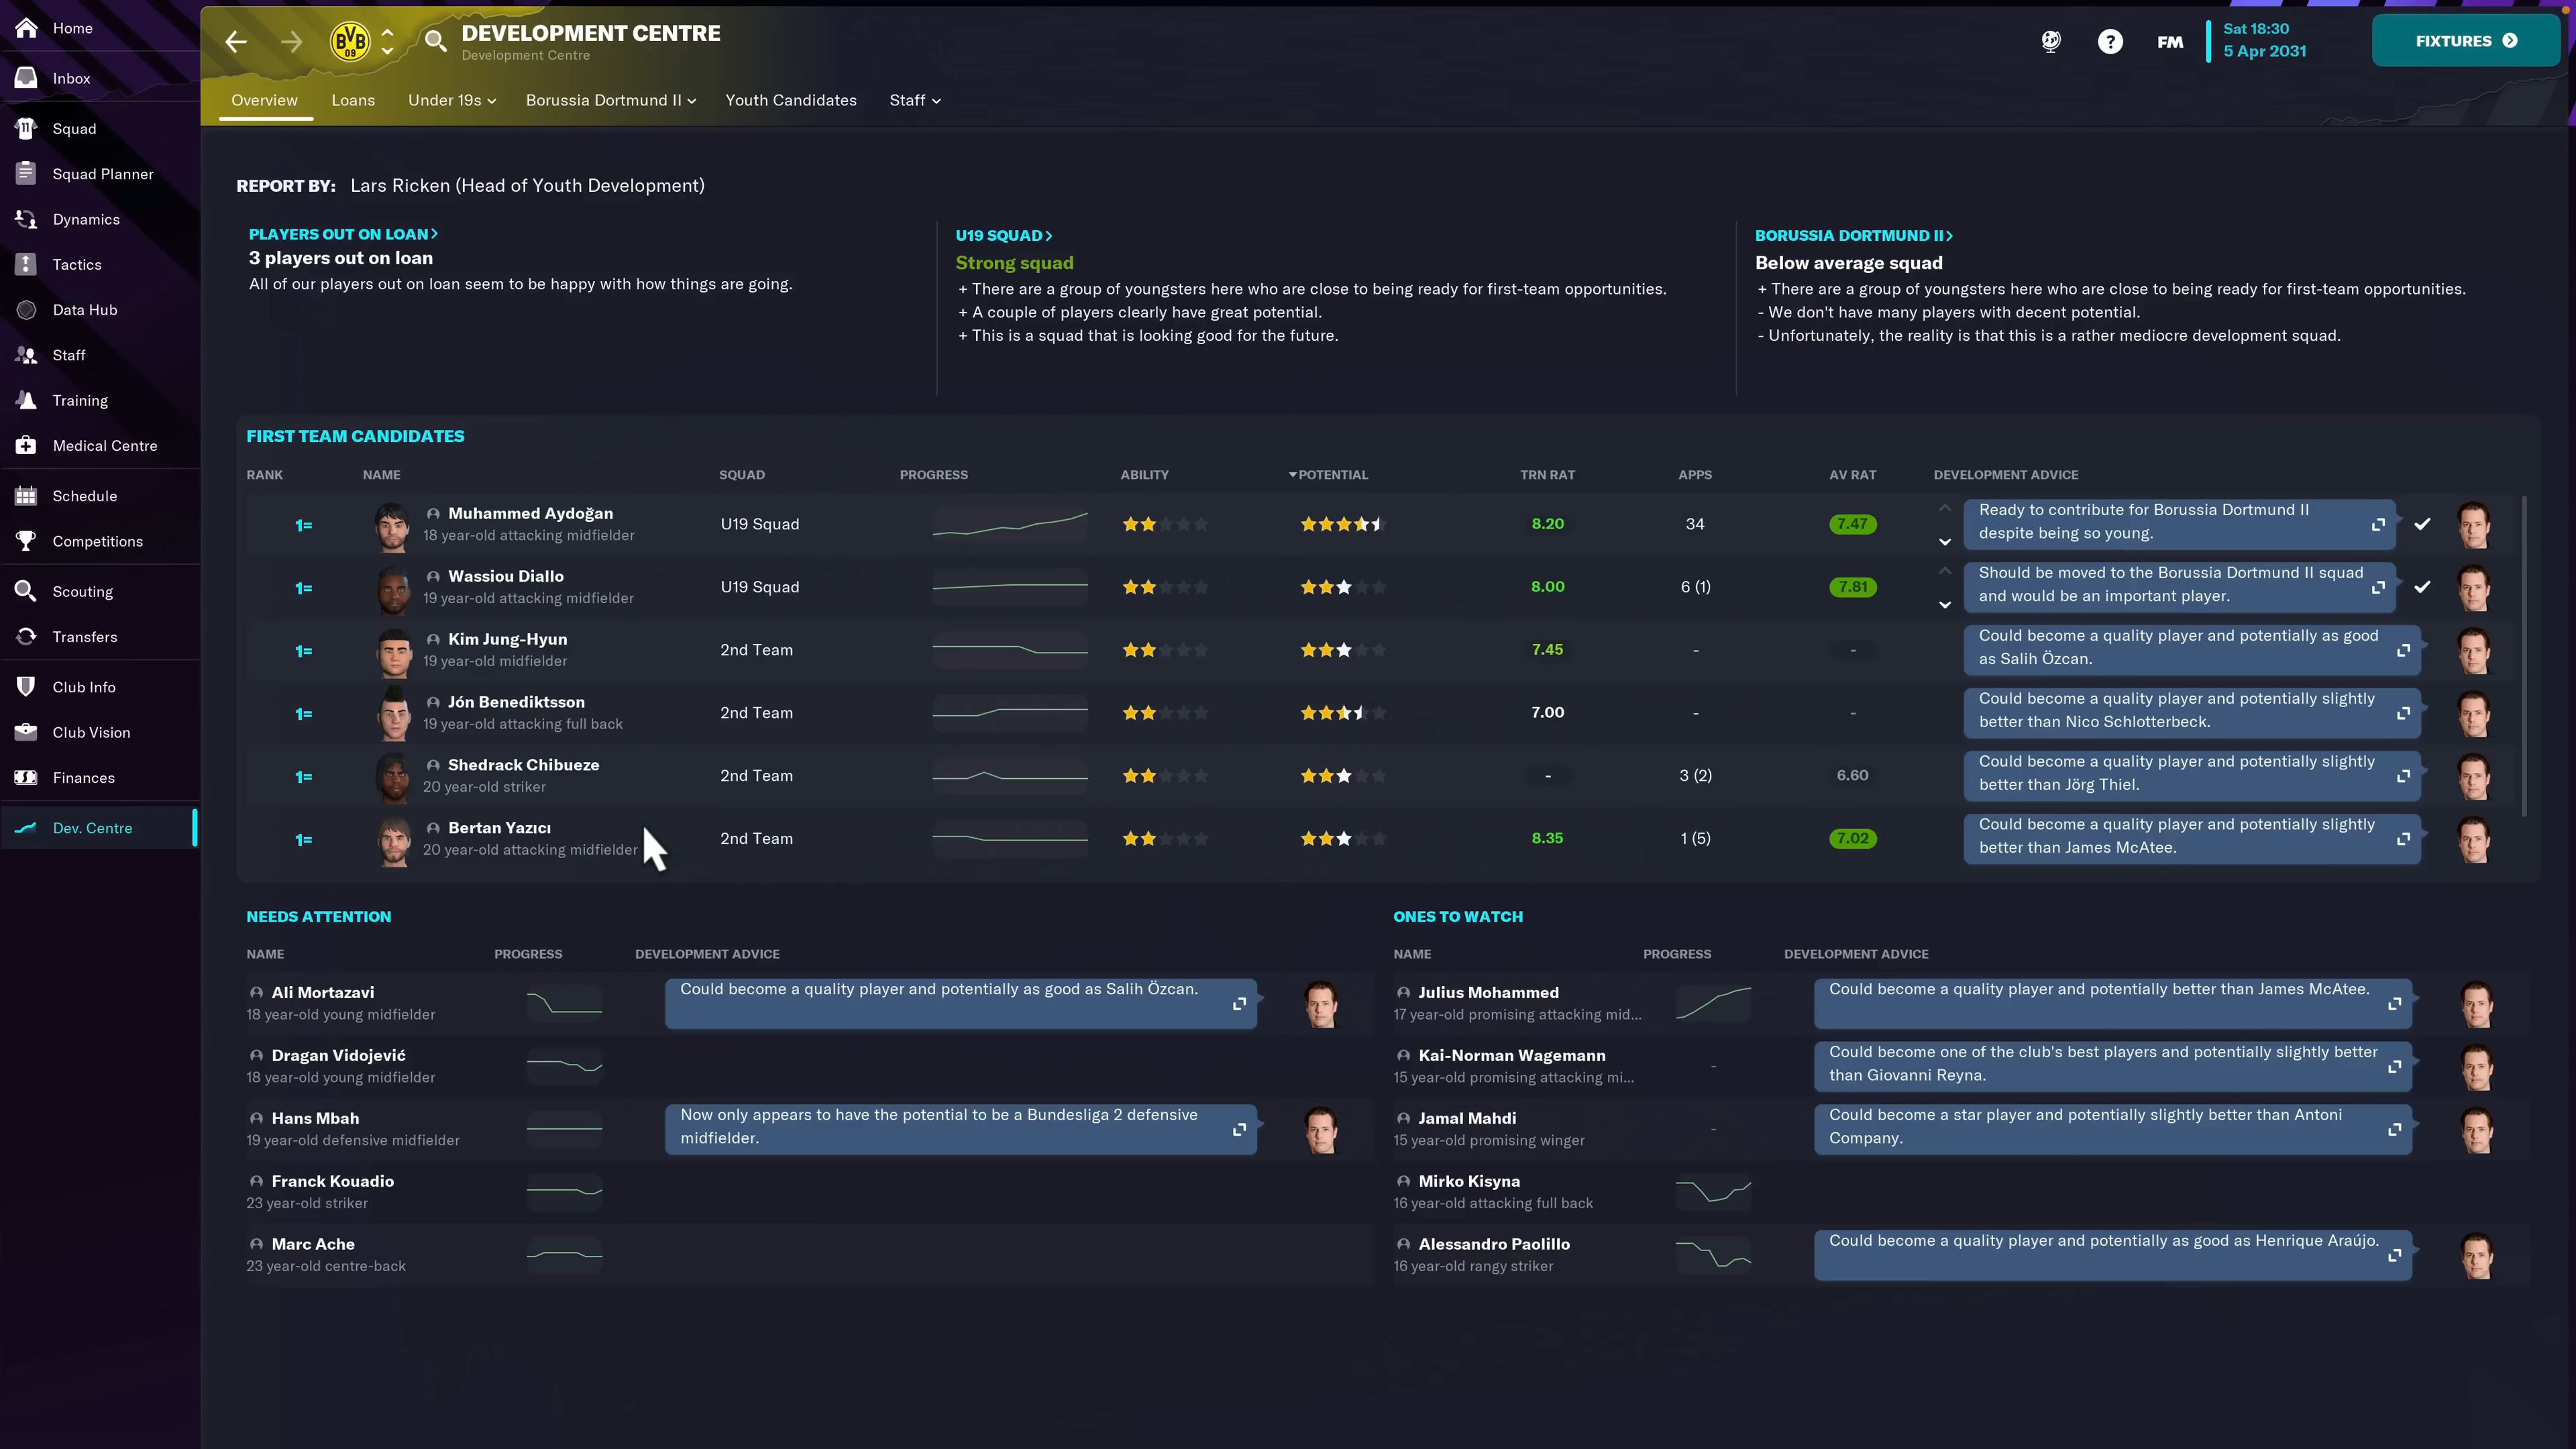 Home
Inbox
Squad
Squad Planner
Dynamics
Tactics
Data Hub
Staff
Training
Medical Centre
Schedule
Competitions
Scouting
Transfers
Club Info
Club Vision
Finances
Dev. Centre
BVB 09
DEVELOPMENT CENTRE
Development Centre
FM
Sat 18:30
5 Apr 2031
FIXTURES
Overview Loans Under 19s Borussia Dortmund II Youth Candidates Staff
REPORT BY: Lars Ricken (Head of Youth Development)
PLAYERS OUT ON LOAN>
3 players out on loan
All of our players out on loan seem to be happy with how things are going.
U19 SQUAD>
Strong squad
+ There are a group of youngsters here who are close to being ready for first-team opportunities.
+ A couple of players clearly have great potential.
+ This is a squad that is looking good for the future.
BORUSSIA DORTMUND II>
Below average squad
+ There are a group of youngsters here who are close to being ready for first-team opportunities.
- We don't have many players with decent potential.
- Unfortunately, the reality is that this is a rather mediocre development squad.
FIRST TEAM CANDIDATES
RANK NAME SQUAD PROGRESS ABILITY POTENTIAL TRN RAT APPS AV RAT DEVELOPMENT ADVICE
1= Muhammed Aydoğan U19 Squad 8.20 34 7.47 Ready to contribute for Borussia Dortmund II
18 year-old attacking midfielder despite being so young.
1= Wassiou Diallo U19 Squad 8.00 6 (1) 7.81 Should be moved to the Borussia Dortmund II squad
19 year-old attacking midfielder and would be an important player.
1= Kim Jung-Hyun 2nd Team 7.45 - - Could become a quality player and potentially as good
19 year-old midfielder as Salih Özcan.
1= Jón Benediktsson 2nd Team 7.00 - - Could become a quality player and potentially slightly
19 year-old attacking full back better than Nico Schlotterbeck.
1= Shedrack Chibueze 2nd Team - 3 (2) 6.60 Could become a quality player and potentially slightly
20 year-old striker better than Jörg Thiel.
1= Bertan Yazıcı 2nd Team 8.35 1 (5) 7.02 Could become a quality player and potentially slightly
20 year-old attacking midfielder better than James McAtee.
NEEDS ATTENTION
NAME PROGRESS DEVELOPMENT ADVICE
Ali Mortazavi Could become a quality player and potentially as good as Salih Özcan.
18 year-old young midfielder
Dragan Vidojević
18 year-old young midfielder
Hans Mbah Now only appears to have the potential to be a Bundesliga 2 defensive
19 year-old defensive midfielder midfielder.
Franck Kouadio
23 year-old striker
Marc Ache
23 year-old centre-back
ONES TO WATCH
NAME PROGRESS DEVELOPMENT ADVICE
Julius Mohammed Could become a quality player and potentially better than James McAtee.
17 year-old promising attacking mid...
Kai-Norman Wagemann - Could become one of the club's best players and potentially slightly better
15 year-old promising attacking mi... than Giovanni Reyna.
Jamal Mahdi - Could become a star player and potentially slightly better than Antoni
15 year-old promising winger Company.
Mirko Kisyna
16 year-old attacking full back
Alessandro Paolillo Could become a quality player and potentially as good as Henrique Araújo.
16 year-old rangy striker